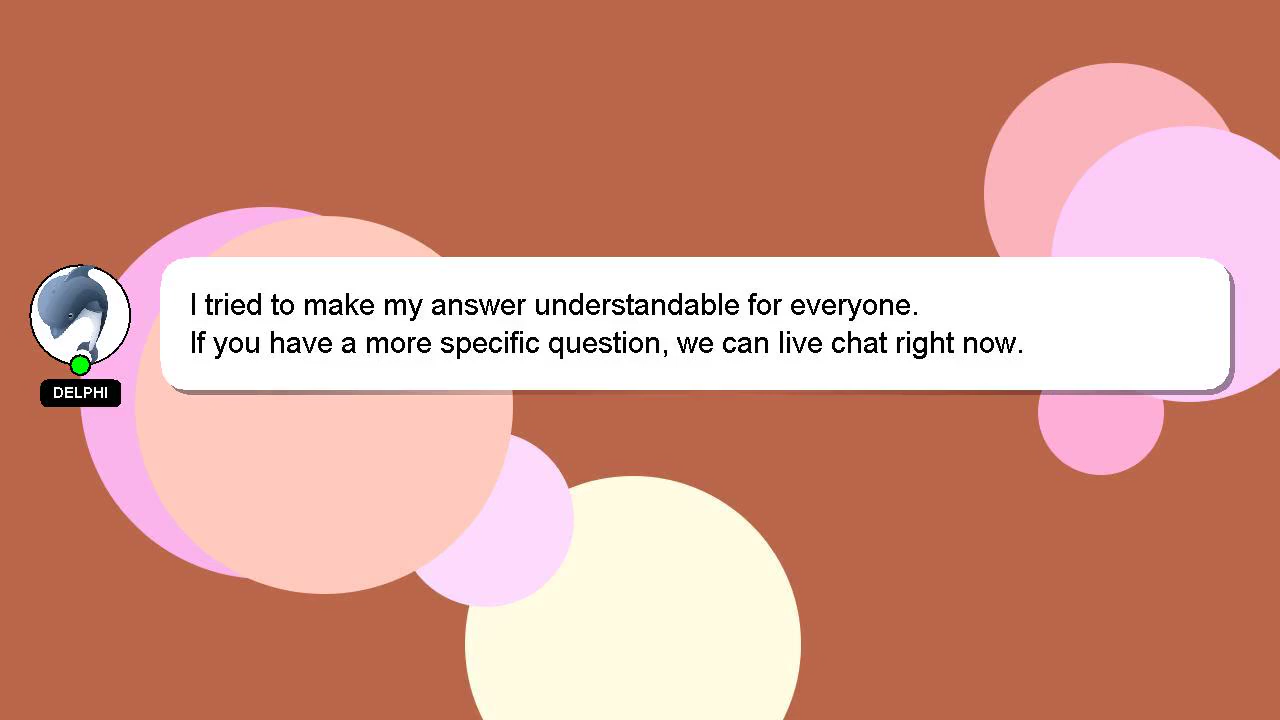 I tried to make my answer understandable for everyone.
If you have a more specific question, we can live chat right now.
DELPHI